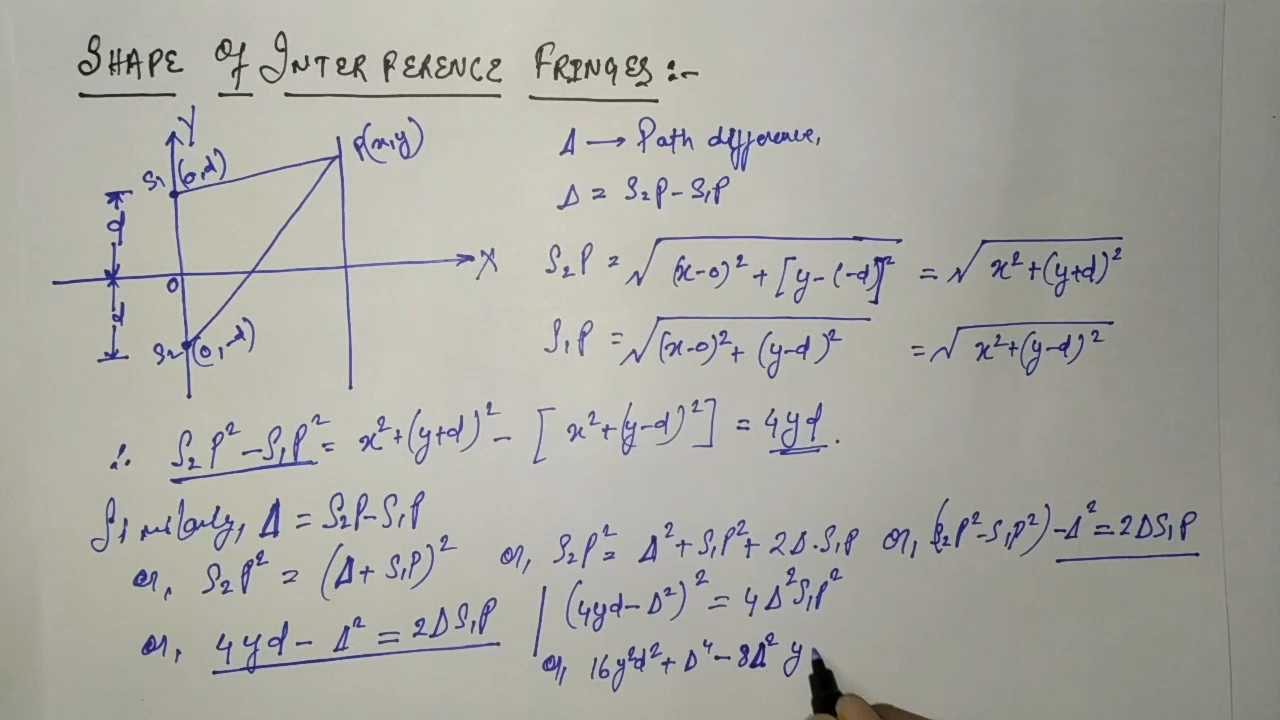 SHAPE OF INTERFERENCE FRINGES :-
Y
P(x,y)
S₁ (0,d)
d
X
0
d
S₂ (0,-d)
Δ → Path difference,
Δ = S₂P - S₁P
S₂P = √(x-0)² + [y-(-d)]² = √x²+(y+d)²
S₁P = √(x-0)² + (y-d)² = √x²+(y-d)²
∴ S₂P² - S₁P² = x²+(y+d)² - [x²+(y-d)²] = 4yd.
Similarly, Δ = S₂P - S₁P
or, S₂P² = (Δ + S₁P)² or, S₂P² = Δ² + S₁P² + 2Δ.S₁P or, (S₂P² - S₁P²) - Δ² = 2ΔS₁P
or, 4yd - Δ² = 2ΔS₁P
(4yd - Δ²)² = 4Δ²S₁P²
or, 16y²d² + Δ⁴ - 8Δ² y